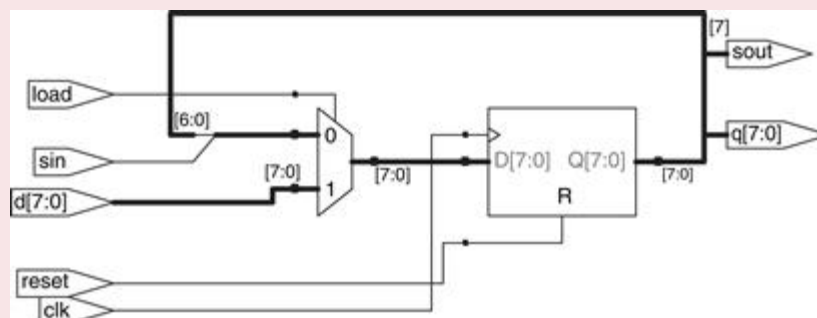 [7]
sout
load
[6:0]
0
sin
[7:0]
d[7:0]
1
[7:0]
D[7:0] Q[7:0]
[7:0]
q[7:0]
R
reset
clk